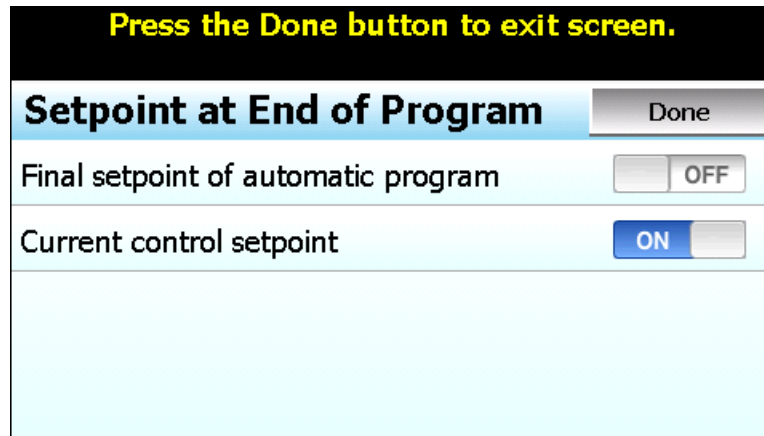 Press the Done button to exit screen.
Setpoint at End of Program
Done
Final setpoint of automatic program
OFF
Current control setpoint
ON